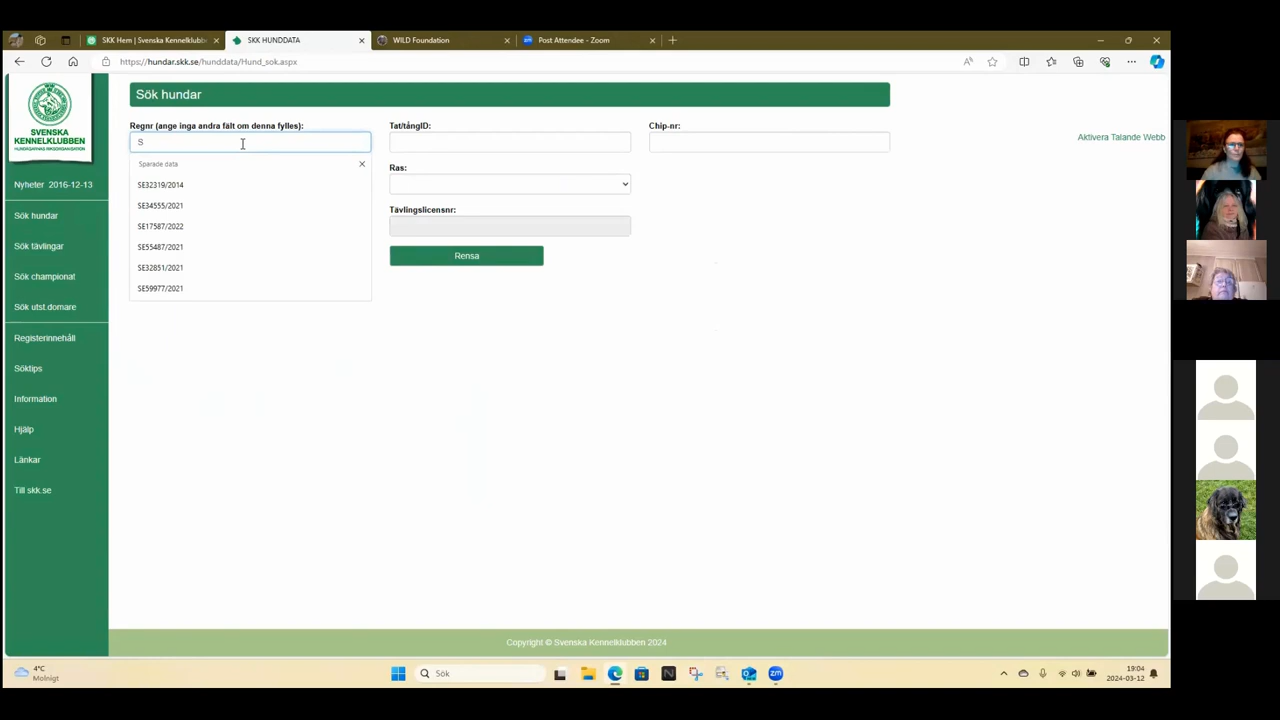 SKK Hem | Svenska Kennelklubb
SKK HUNDDATA
WILD Foundation
Post Attendee - Zoom
https://hundar.skk.se/hunddata/Hund_sok.aspx
SVENSKA
KENNELKLUBBEN
HUNDÄGARNAS RIKSORGANISATION
Nyheter 2016-12-13
Sök hundar
Sök tävlingar
Sök championat
Sök utst.domare
Registerinnehåll
Söktips
Information
Hjälp
Länkar
Till skk.se
Sök hundar
Regnr (ange inga andra fält om denna fylles):
S
Sparade data
SE32319/2014
SE34555/2021
SE17587/2022
SE55487/2021
SE32851/2021
SE59977/2021
Tat/tångID:
Ras:
Tävlingslicensnr:
Rensa
Chip-nr:
Aktivera Talande Webb
Copyright © Svenska Kennelklubben 2024
4°C
Molnigt
Sök
19:04
2024-03-12